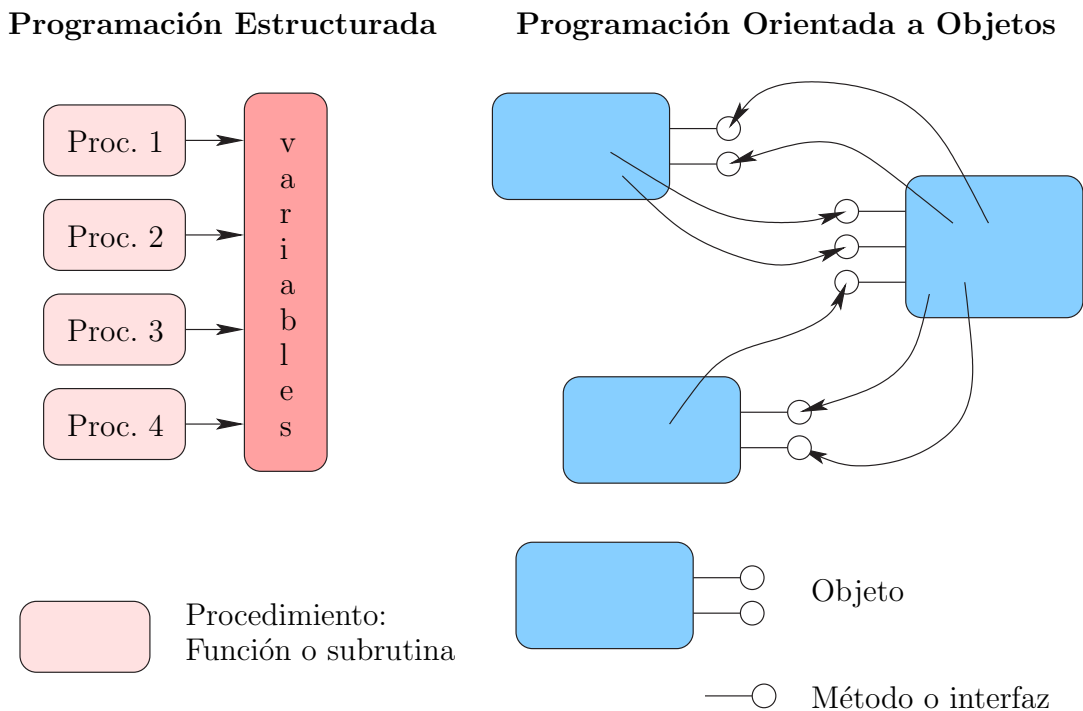 Programación Estructurada
Programación Orientada a Objetos
Proc. 1
Proc. 2
Proc. 3
Proc. 4
variables
Procedimiento:
Función o subrutina
Objeto
Método o interfaz